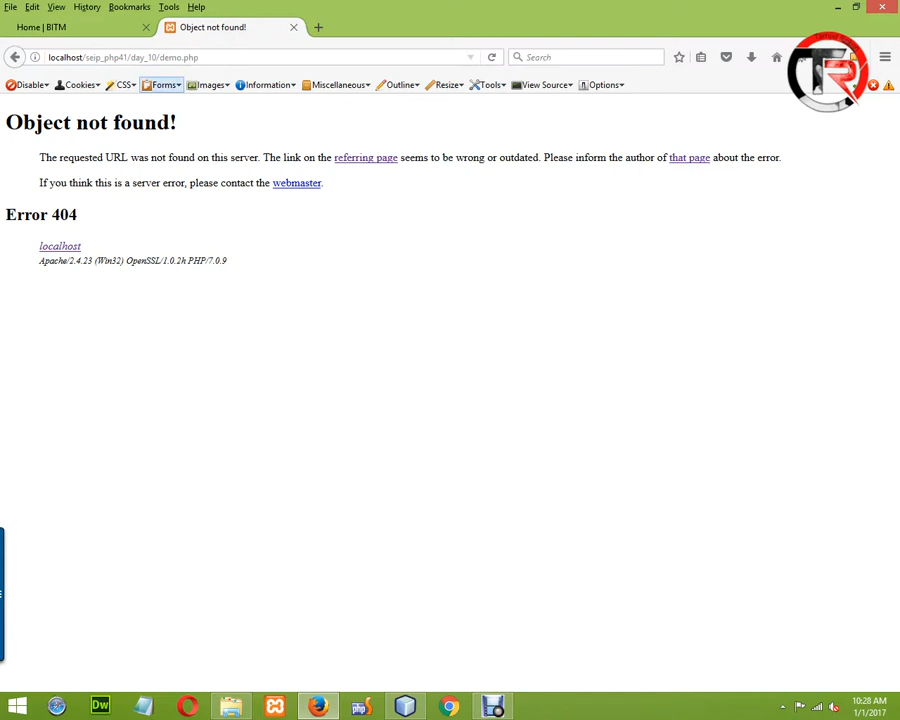 File Edit View History Bookmarks Tools Help
Home | BITM
Object not found!
localhost/seip_php41/day_10/demo.php
Search
Disable Cookies CSS Forms Images Information Miscellaneous Outline Resize Tools View Source Options
TR
Object not found!
The requested URL was not found on this server. The link on the referring page seems to be wrong or outdated. Please inform the author of that page about the error.
If you think this is a server error, please contact the webmaster.
Error 404
localhost
Apache/2.4.23 (Win32) OpenSSL/1.0.2h PHP/7.0.9
Dw
php
10:28 AM
1/1/2017